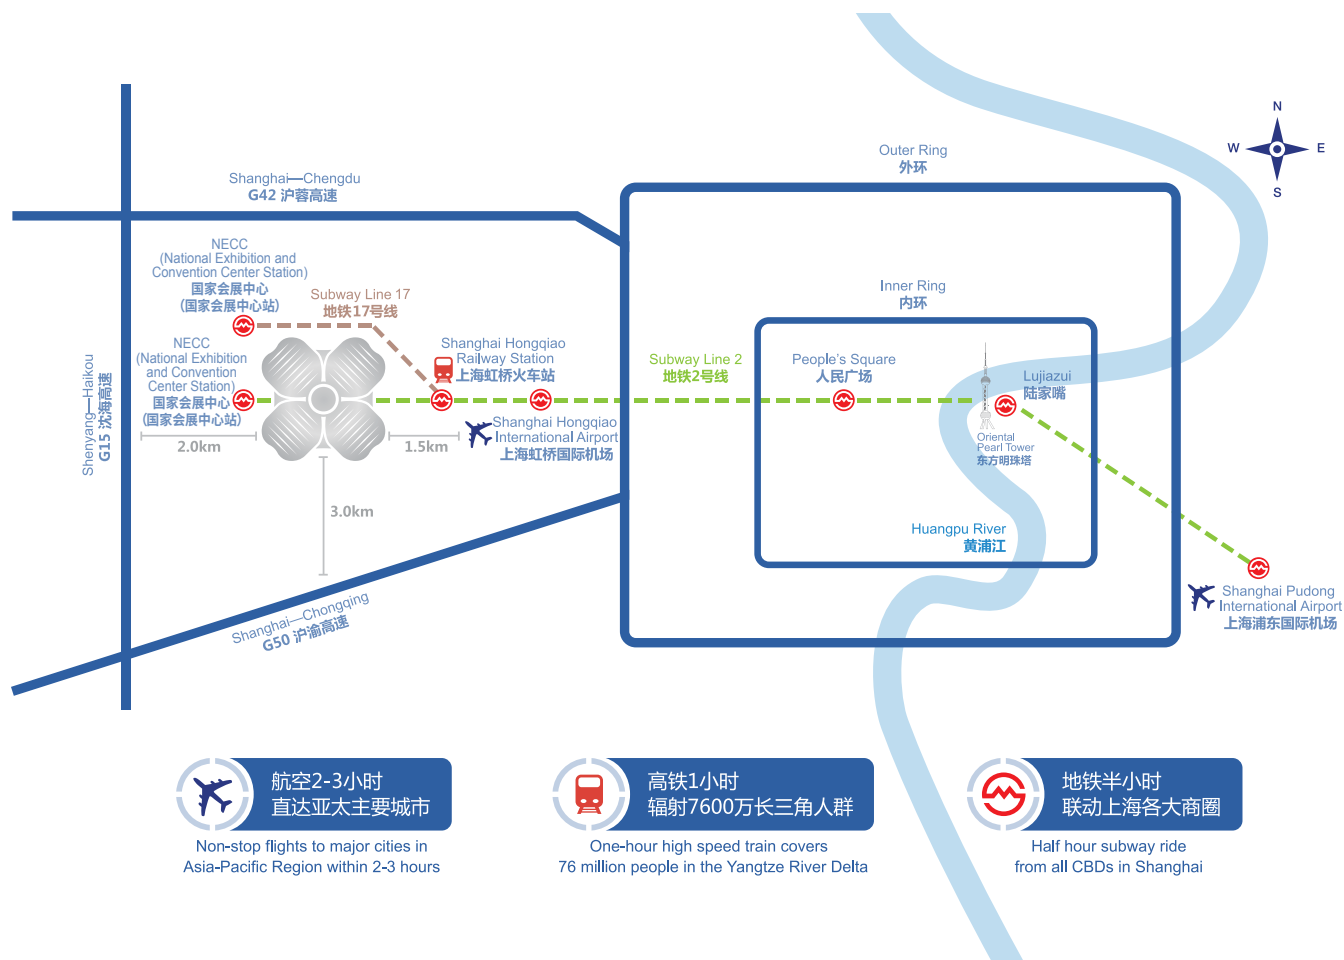 N
W
E
S
Outer Ring
外环
Shanghai—Chengdu
G42 沪蓉高速
NECC
(National Exhibition and
Convention Center Station)
国家会展中心
(国家会展中心站)
Subway Line 17
地铁17号线
Inner Ring
内环
NECC
(National Exhibition
and Convention
Center Station)
国家会展中心
(国家会展中心站)
Shanghai Hongqiao
Railway Station
上海虹桥火车站
Subway Line 2
地铁2号线
People's Square
人民广场
Lujiazui
陆家嘴
Shenyang—Haikou
G15 沈海高速
2.0km
1.5km
Shanghai Hongqiao
International Airport
上海虹桥国际机场
Oriental
Pearl Tower
东方明珠塔
3.0km
Huangpu River
黄浦江
Shanghai—Chongqing
G50 沪渝高速
Shanghai Pudong
International Airport
上海浦东国际机场
航空2-3小时
直达亚太主要城市
Non-stop flights to major cities in
Asia-Pacific Region within 2-3 hours
高铁1小时
辐射7600万长三角人群
One-hour high speed train covers
76 million people in the Yangtze River Delta
地铁半小时
联动上海各大商圈
Half hour subway ride
from all CBDs in Shanghai